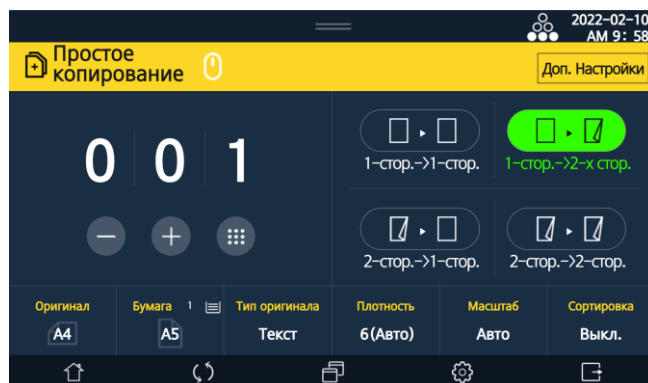 2022-02-10
AM 9: 58
Простое
копирование
Доп. Настройки
0 0 1
1-стор.->1-стор.
1-стор.->2-х стор.
2-стор.->1-стор.
2-стор.->2-стор.
Оригинал
Бумага 1
Тип оригинала
Плотность
Масштаб
Сортировка
A4
A5
Текст
6(Авто)
Авто
Выкл.